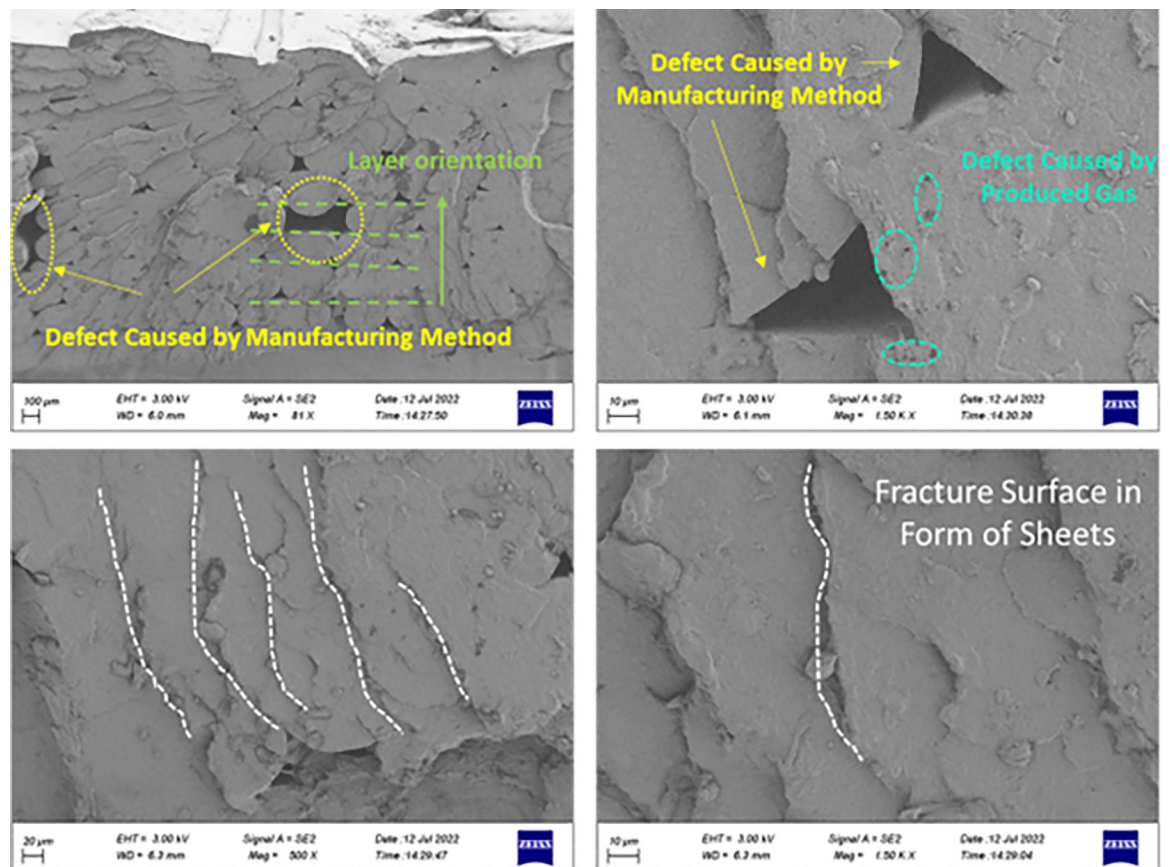 Layer orientation
Defect Caused by Manufacturing Method
100 µm
EHT = 3.00 kV
WD = 6.0 mm
Signal A = SE2
Mag = 81 X
Date :12 Jul 2022
Time :14:27:50
ZEISS
Defect Caused by
Manufacturing Method
Defect Caused by
Produced Gas
10 µm
EHT = 3.00 kV
WD = 6.1 mm
Signal A = SE2
Mag = 1.50 K X
Date :12 Jul 2022
Time :14:30:38
ZEISS
20 µm
EHT = 3.00 kV
WD = 6.3 mm
Signal A = SE2
Mag = 500 X
Date :12 Jul 2022
Time :14:29:47
ZEISS
Fracture Surface in
Form of Sheets
10 µm
EHT = 3.00 kV
WD = 6.3 mm
Signal A = SE2
Mag = 1.50 K X
Date :12 Jul 2022
Time :14:29:04
ZEISS